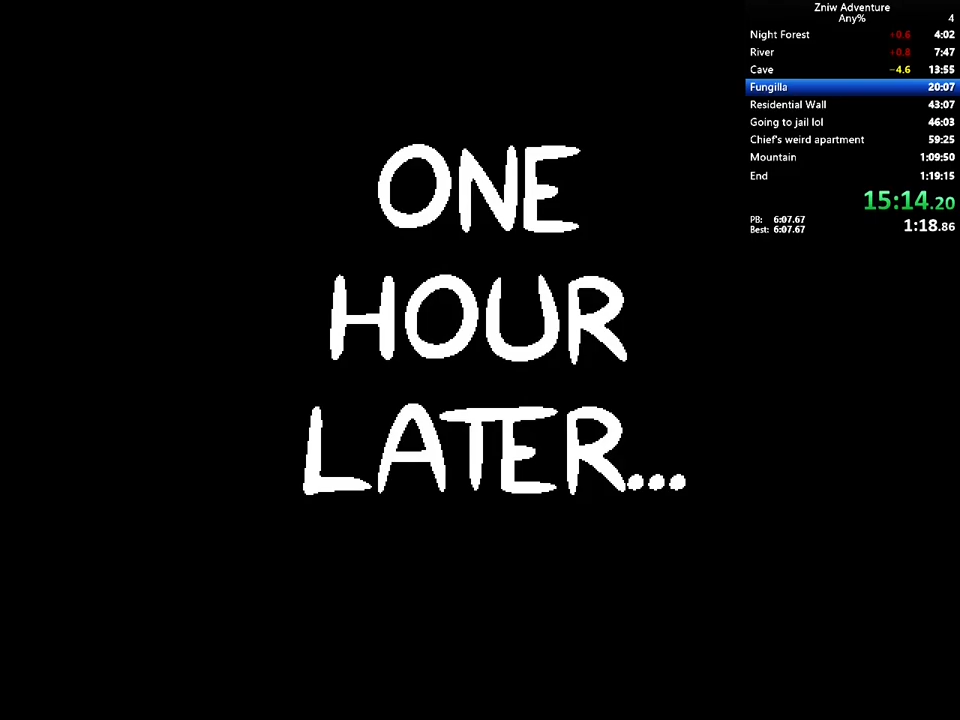 Zniw Adventure
Any% 4
Night Forest +0.6 4:02
River +0.8 7:47
Cave −4.6 13:55
Fungilla 20:07
Residential Wall 43:07
Going to jail lol 46:03
Chief's weird apartment 59:25
Mountain 1:09:50
End 1:19:15
15:14.20
PB: 6:07.67
Best: 6:07.67
1:18.86
ONE
HOUR
LATER...